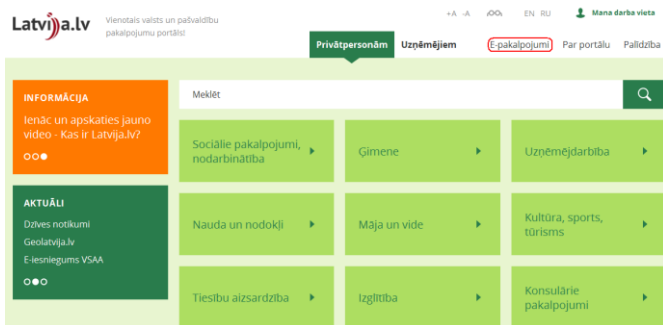 Latvija.lv
Vienotais valsts un pašvaldību
pakalpojumu portāls!
+A -A EN RU Mana darba vieta
Privātpersonām Uzņēmējiem E-pakalpojumi Par portālu Palīdzība
INFORMĀCIJA
Ienāc un apskaties jauno
video - Kas ir Latvija.lv?
AKTUĀLI
Dzīves notikumi
Geolatvija.lv
E-iesniegums VSAA
Meklēt
Sociālie pakalpojumi,
nodarbinātība
Ģimene
Uzņēmējdarbība
Nauda un nodokļi
Māja un vide
Kultūra, sports,
tūrisms
Tiesību aizsardzība
Izglītība
Konsulārie
pakalpojumi